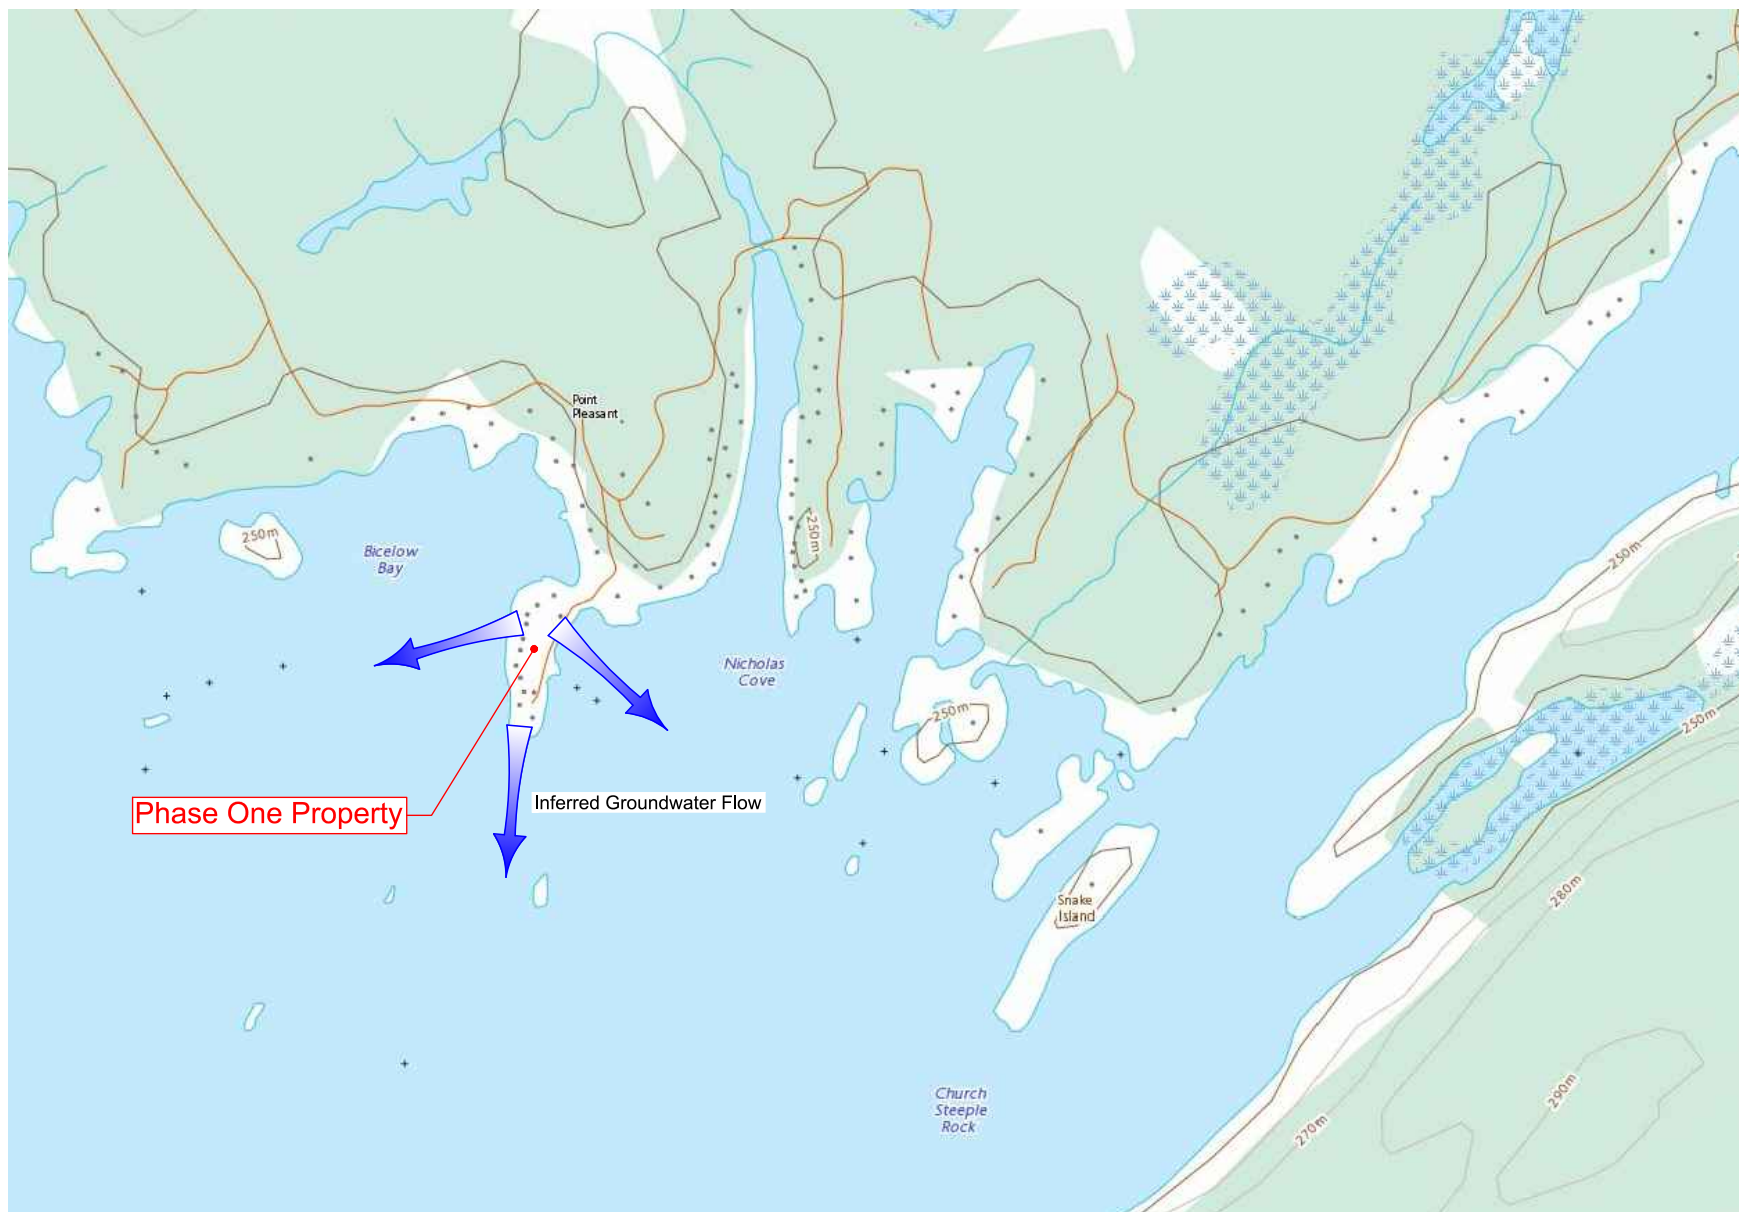 Point
Pleasant
250m
Bicelow
Bay
250m
250m
Nicholas
Cove
250m
250m
Phase One Property
Inferred Groundwater Flow
280m
Snake
Island
Church
Steeple
Rock
290m
270m